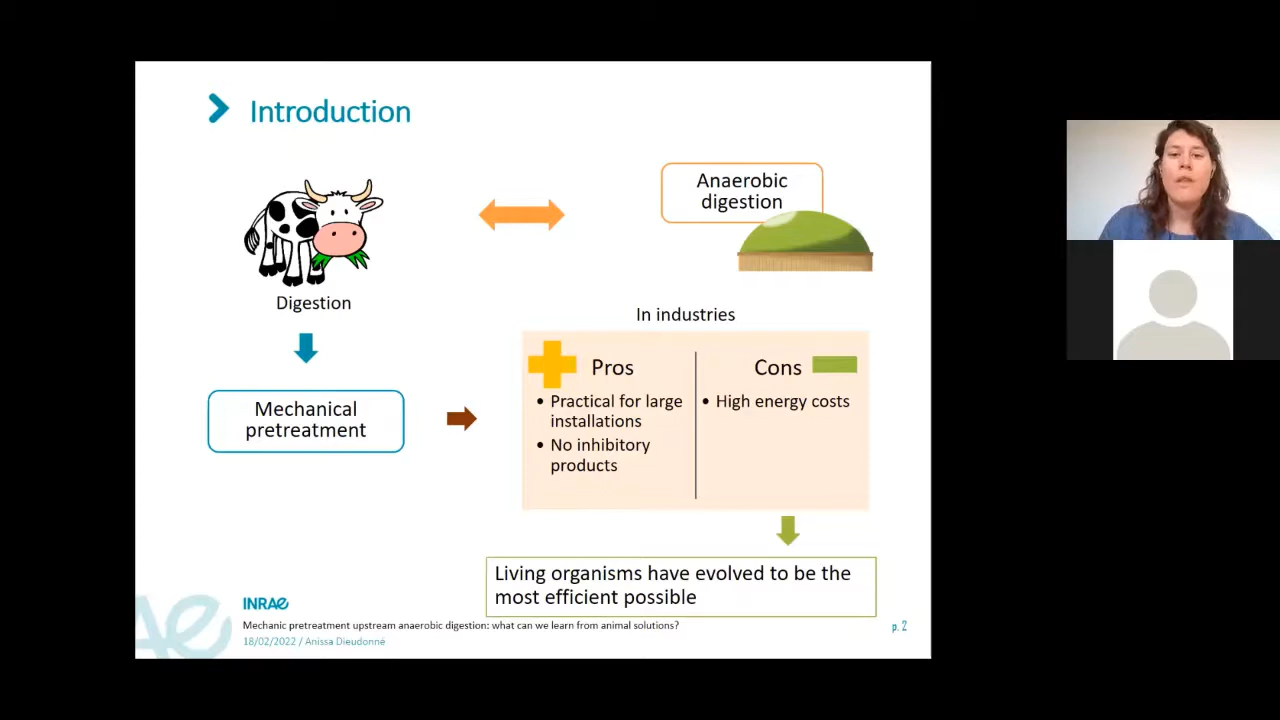 Introduction
Anaerobic
digestion
Digestion
In industries
Mechanical
pretreatment
Pros
• Practical for large
installations
• No inhibitory
products
Cons
• High energy costs
Living organisms have evolved to be the
most efficient possible
INRAE
Mechanic pretreatment upstream anaerobic digestion: what can we learn from animal solutions?
18/02/2022 / Anissa Dieudonné
p. 2